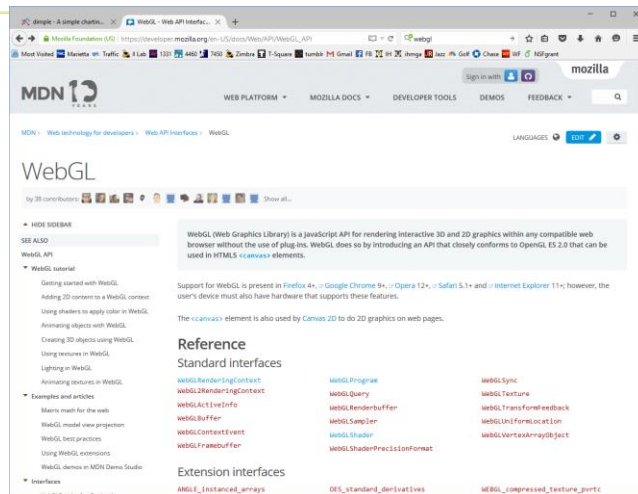 dimple - A simple chartin...
WebGL - Web API Interfac...
Mozilla Foundation (US)
https://developer.mozilla.org/en-US/docs/Web/API/WebGL_API
webgl
Most Visited
Marietta
Traffic
II Lab
1331
4460
7450
Zimbra
T-Square
tumblr
M Gmail
FB
IH
ihmga
Jazz
Golf
Chase
WF
NSFgrant
Sign in with
mozilla
MDN 10
YEARS
WEB PLATFORM
MOZILLA DOCS
DEVELOPER TOOLS
DEMOS
FEEDBACK
MDN > Web technology for developers > Web API Interfaces > WebGL
LANGUAGES
EDIT
WebGL
by 38 contributors:
Show all...
HIDE SIDEBAR
SEE ALSO
WebGL API
WebGL tutorial
Getting started with WebGL
Adding 2D content to a WebGL context
Using shaders to apply color in WebGL
Animating objects with WebGL
Creating 3D objects using WebGL
Using textures in WebGL
Lighting in WebGL
Animating textures in WebGL
Examples and articles
Matrix math for the web
WebGL model view projection
WebGL best practices
Using WebGL extensions
WebGL demos in MDN Demo Studio
Interfaces
WebGL (Web Graphics Library) is a JavaScript API for rendering interactive 3D and 2D graphics within any compatible web
browser without the use of plug-ins. WebGL does so by introducing an API that closely conforms to OpenGL ES 2.0 that can be
used in HTML5 <canvas> elements.
Support for WebGL is present in Firefox 4+, Google Chrome 9+, Opera 12+, Safari 5.1+ and Internet Explorer 11+; however, the
user's device must also have hardware that supports these features.
The <canvas> element is also used by Canvas 2D to do 2D graphics on web pages.
Reference
Standard interfaces
WebGLRenderingContext
WebGL2RenderingContext
WebGLActiveInfo
WebGLBuffer
WebGLContextEvent
WebGLFramebuffer
WebGLProgram
WebGLQuery
WebGLRenderbuffer
WebGLSampler
WebGLShader
WebGLShaderPrecisionFormat
WebGLSync
WebGLTexture
WebGLTransformFeedback
WebGLUniformLocation
WebGLVertexArrayObject
Extension interfaces
ANGLE_instanced_arrays
OES_standard_derivatives
WEBGL_compressed_texture_pvrtc